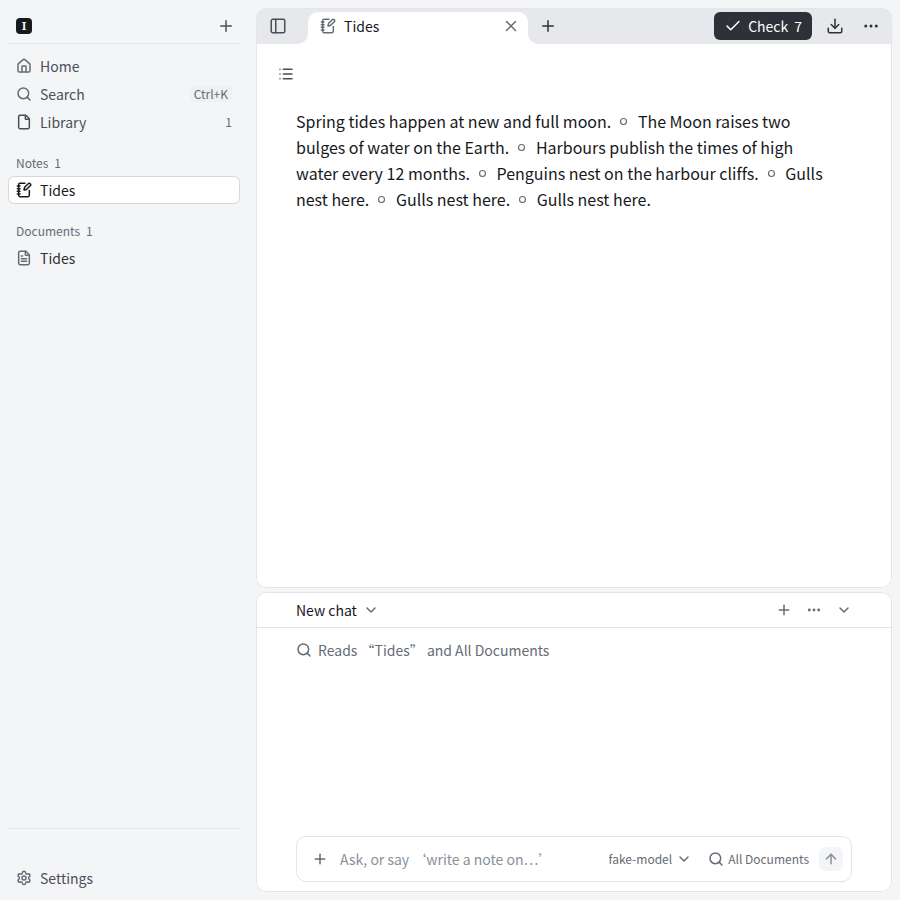 I
Home
Search Ctrl+K
Library 1
Notes 1
Tides
Documents 1
Tides
Settings
Tides
Check 7
Spring tides happen at new and full moon. The Moon raises two
bulges of water on the Earth. Harbours publish the times of high
water every 12 months. Penguins nest on the harbour cliffs. Gulls
nest here. Gulls nest here. Gulls nest here.
New chat
Reads “Tides” and All Documents
Ask, or say ‘write a note on…’ fake-model All Documents